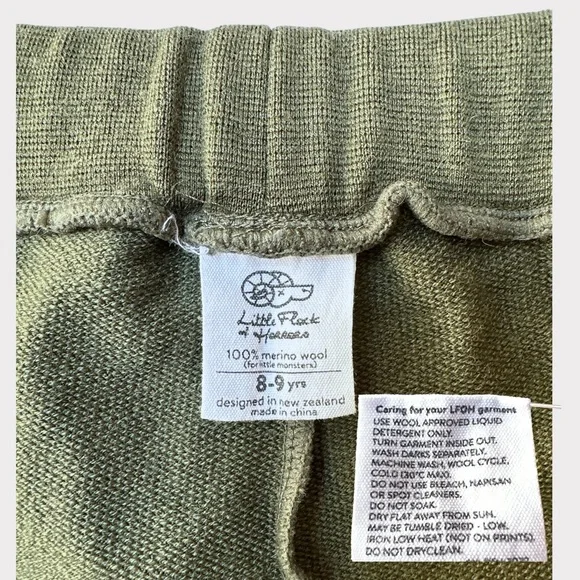 Little Flock
of Horrors
100% merino wool
(for little monsters)
8-9 yrs
designed in new zealand
made in china
Caring for your LFOH garment
USE WOOL APPROVED LIQUID
DETERGENT ONLY.
TURN GARMENT INSIDE OUT.
WASH DARKS SEPARATELY.
MACHINE WASH, WOOL CYCLE,
COLD (30°C MAX).
DO NOT USE BLEACH, NAPISAN
OR SPOT CLEANERS.
DO NOT SOAK.
DRY FLAT AWAY FROM SUN.
MAY BE TUMBLE DRIED - LOW.
IRON LOW HEAT (NOT ON PRINTS).
DO NOT DRYCLEAN.